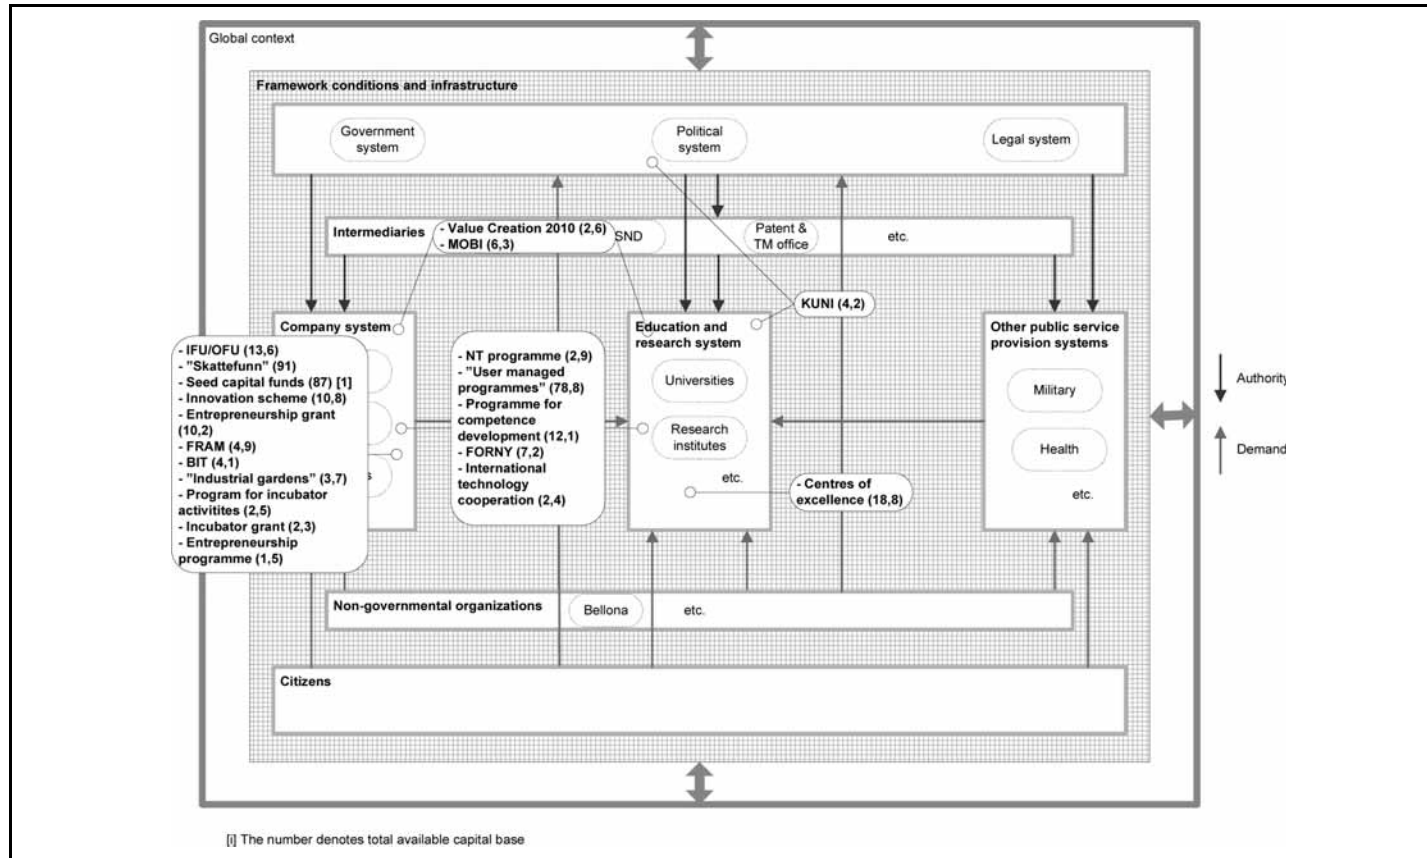 Global context
Framework conditions and infrastructure
Government
system
Political
system
Legal system
Intermediaries
- Value Creation 2010 (2,6)
- MOBI (6,3)
SND
Patent &
TM office
etc.
KUNI (4,2)
Company system
- IFU/OFU (13,6)
- "Skattefunn" (91)
- Seed capital funds (87) [1]
- Innovation scheme (10,8)
- Entrepreneurship grant
(10,2)
- FRAM (4,9)
- BIT (4,1)
- "Industrial gardens" (3,7)
- Program for incubator
activitites (2,5)
- Incubator grant (2,3)
- Entrepreneurship
programme (1,5)
s
- NT programme (2,9)
- "User managed
programmes" (78,8)
- Programme for
competence
development (12,1)
- FORNY (7,2)
- International
technology
cooperation (2,4)
Education and
research system
Universities
Research
institutes
etc.
- Centres of
excellence (18,8)
Other public service
provision systems
Military
Health
etc.
Authority
Demand
Non-governmental organizations
Bellona
etc.
Citizens
[i] The number denotes total available capital base